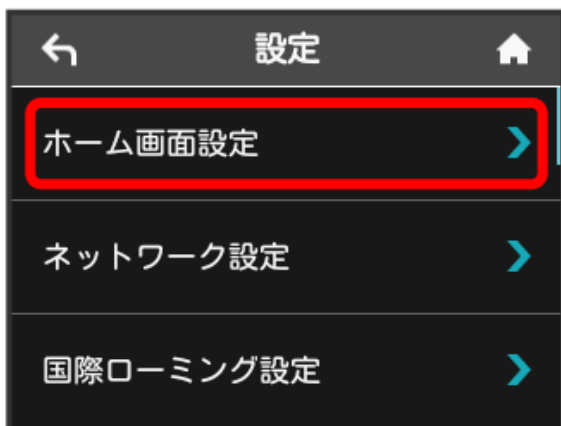 設定
ホーム画面設定
ネットワーク設定
国際ローミング設定